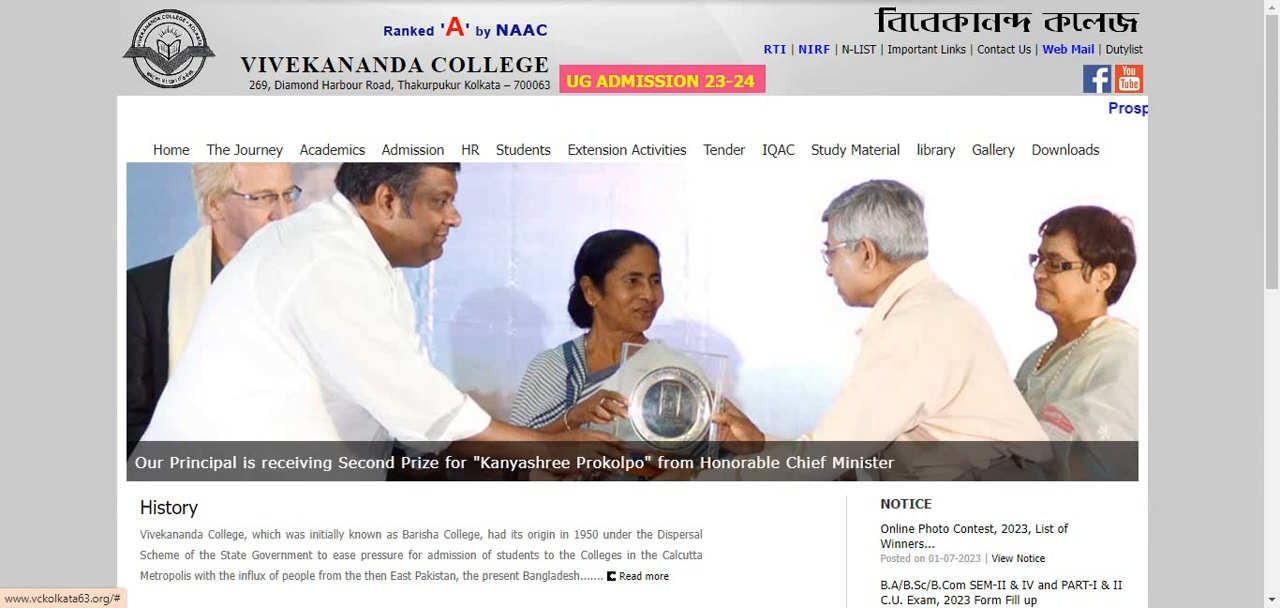 Ranked 'A' by NAAC
VIVEKANANDA COLLEGE
269, Diamond Harbour Road, Thakurpukur Kolkata – 700063
UG ADMISSION 23-24
বিবেকানন্দ কলেজ
RTI | NIRF | N-LIST | Important Links | Contact Us | Web Mail | Dutylist
You
Tube
Prosp
Home The Journey Academics Admission HR Students Extension Activities Tender IQAC Study Material library Gallery Downloads
Our Principal is receiving Second Prize for "Kanyashree Prokolpo" from Honorable Chief Minister
History
Vivekananda College, which was initially known as Barisha College, had its origin in 1950 under the Dispersal
Scheme of the State Government to ease pressure for admission of students to the Colleges in the Calcutta
Metropolis with the influx of people from the then East Pakistan, the present Bangladesh....... Read more
NOTICE
Online Photo Contest, 2023, List of
Winners...
Posted on 01-07-2023 | View Notice
B.A/B.Sc/B.Com SEM-II & IV and PART-I & II
C.U. Exam, 2023 Form Fill up
www.vckolkata63.org/#